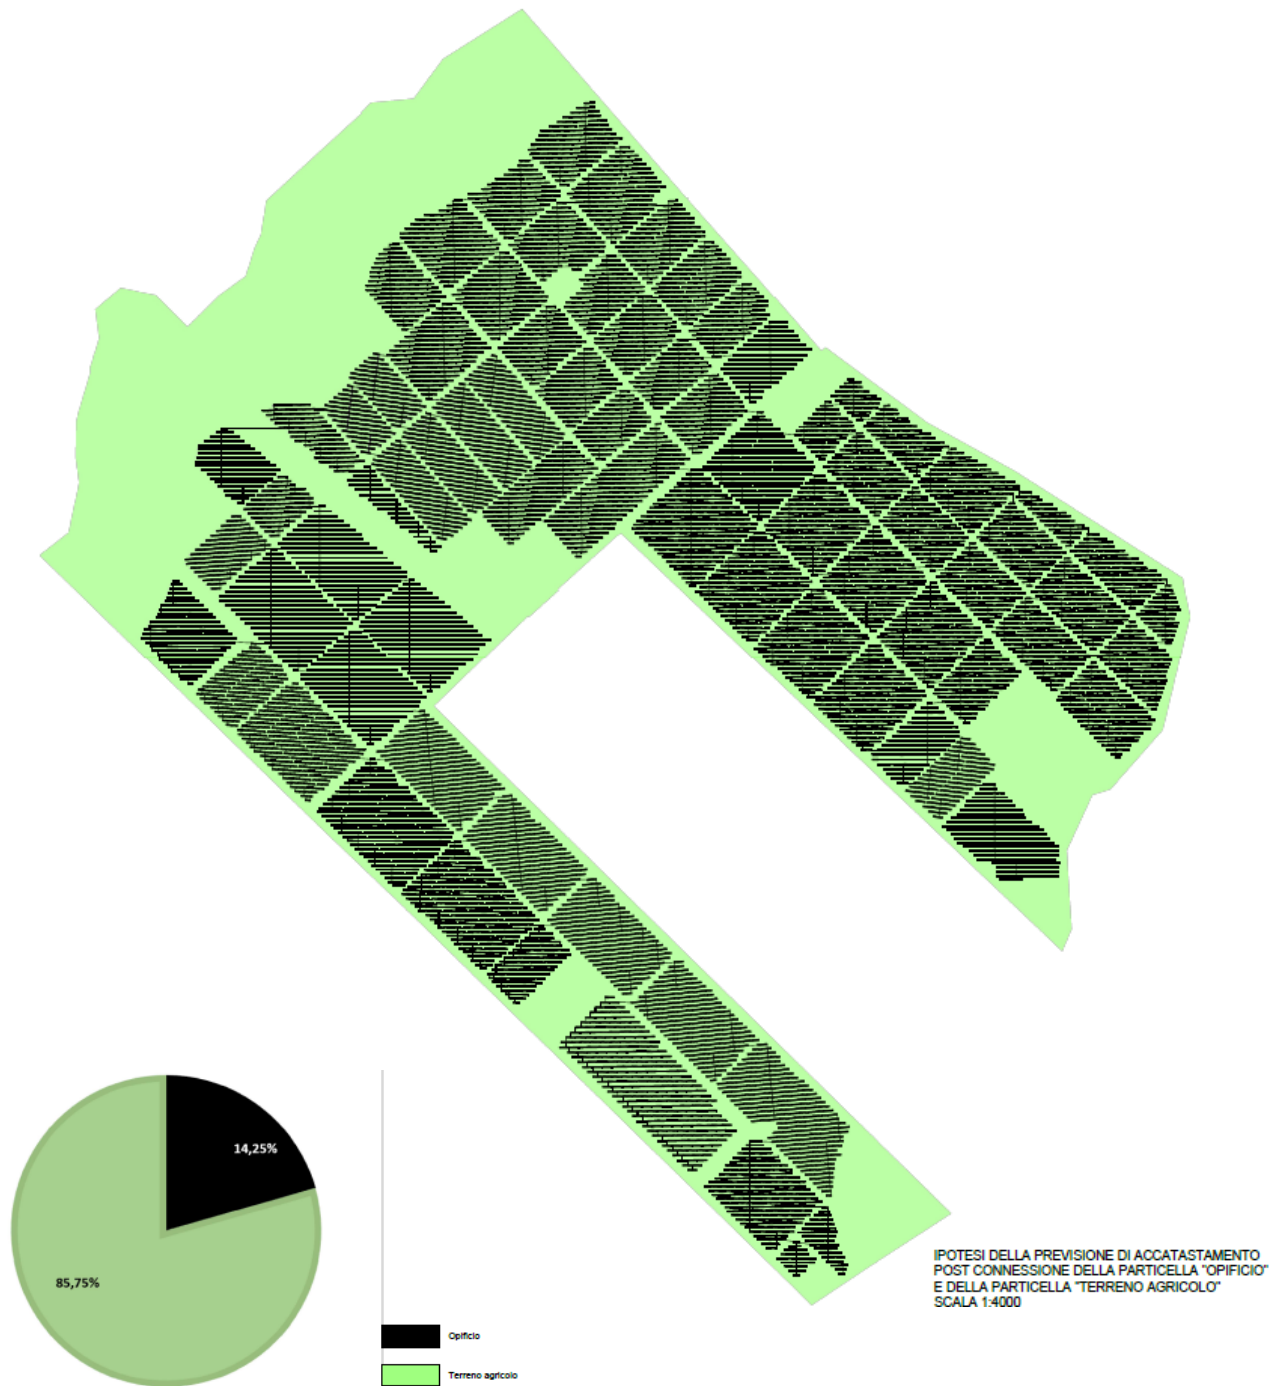 14,25%
85,75%
IPOTESI DELLA PREVISIONE DI ACCATASTAMENTO
POST CONNESSIONE DELLA PARTICELLA "OPIFICIO"
E DELLA PARTICELLA "TERRENO AGRICOLO"
SCALA 1:4000
Opificio
Terreno agricolo